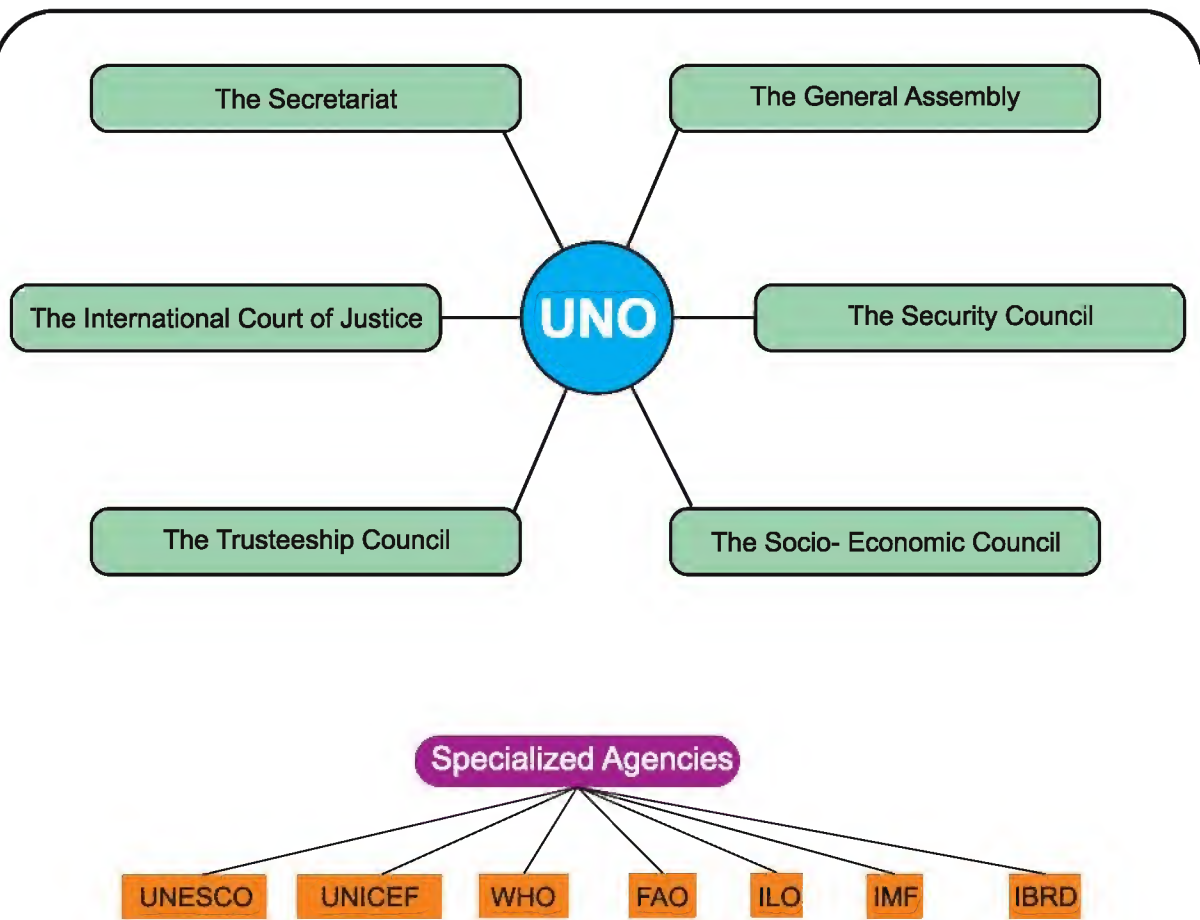 The Secretariat
The General Assembly
The International Court of Justice
UNO
The Security Council
The Trusteeship Council
The Socio- Economic Council
Specialized Agencies
UNESCO
UNICEF
WHO
FAO
ILO
IMF
IBRD